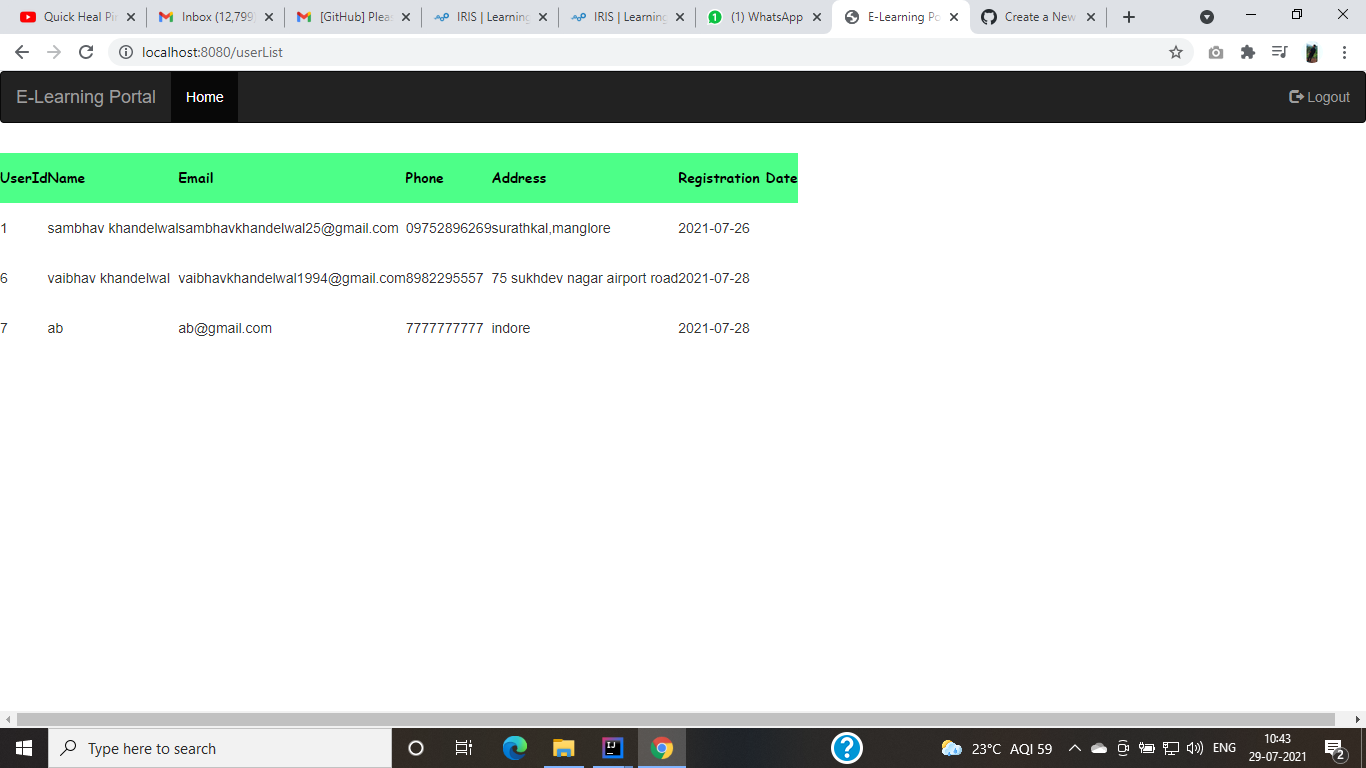 Quick Heal Pi
Inbox (12,799)
[GitHub] Pleas
IRIS | Learning
IRIS | Learning
(1) WhatsApp
E-Learning Po
Create a New
localhost:8080/userList
E-Learning Portal Home Logout
UserId Name Email Phone Address Registration Date
1 sambhav khandelwal sambhavkhandelwal25@gmail.com 09752896269 surathkal,manglore 2021-07-26
6 vaibhav khandelwal vaibhavkhandelwal1994@gmail.com 8982295557 75 sukhdev nagar airport road 2021-07-28
7 ab ab@gmail.com 7777777777 indore 2021-07-28
Type here to search
23°C AQI 59
ENG
10:43
29-07-2021
2